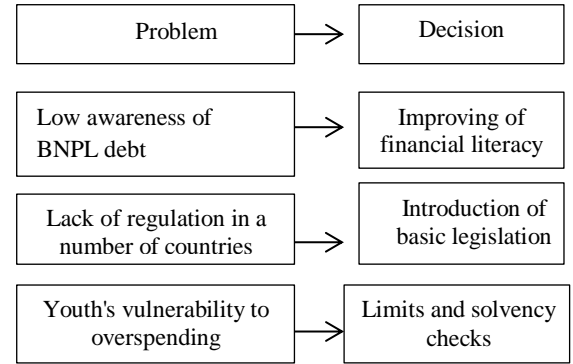 Problem
Decision
Low awareness of
BNPL debt
Improving of
financial literacy
Lack of regulation in a
number of countries
Introduction of
basic legislation
Youth's vulnerability to
overspending
Limits and solvency
checks